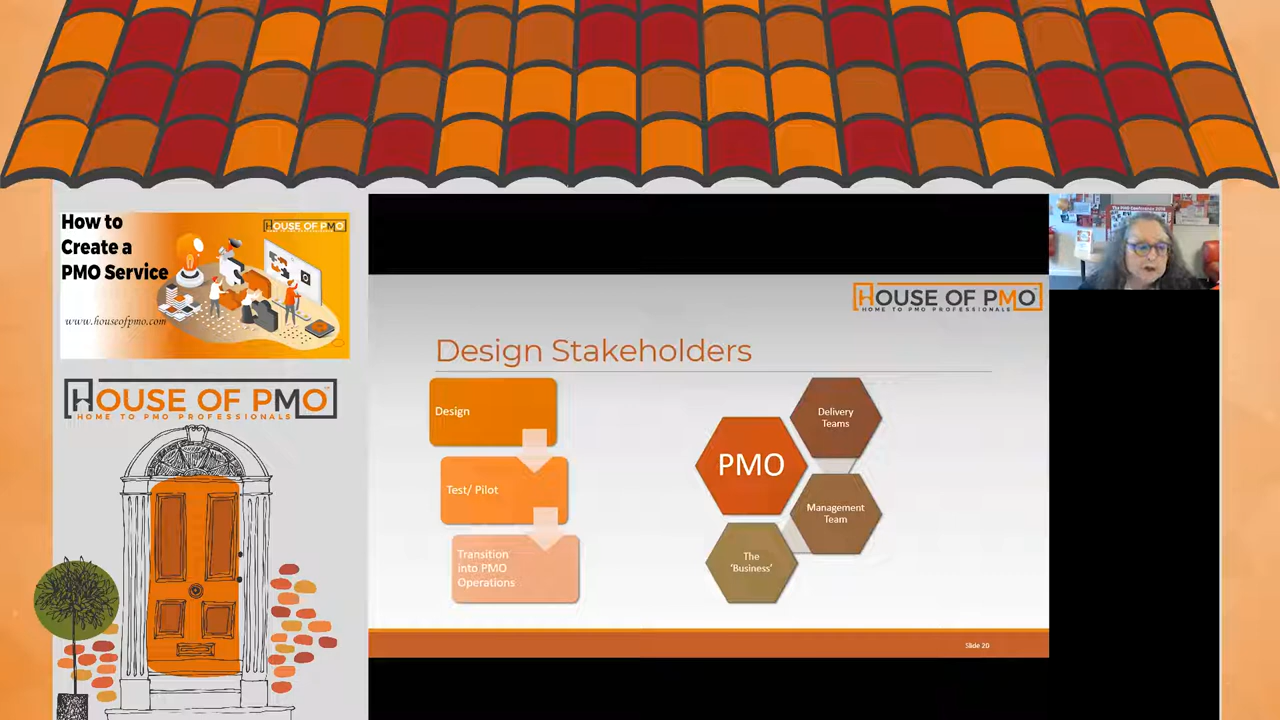 How to
Create a
PMO Service
www.houseofpmo.com
HOUSE OF PMO
HOUSE OF PMO
HOME TO PMO PROFESSIONALS
HOUSE OF PMO
HOME TO PMO PROFESSIONALS
Design Stakeholders
Design
Test/ Pilot
Transition
into PMO
Operations
PMO
Delivery
Teams
Management
Team
The
‘Business’
Slide 20